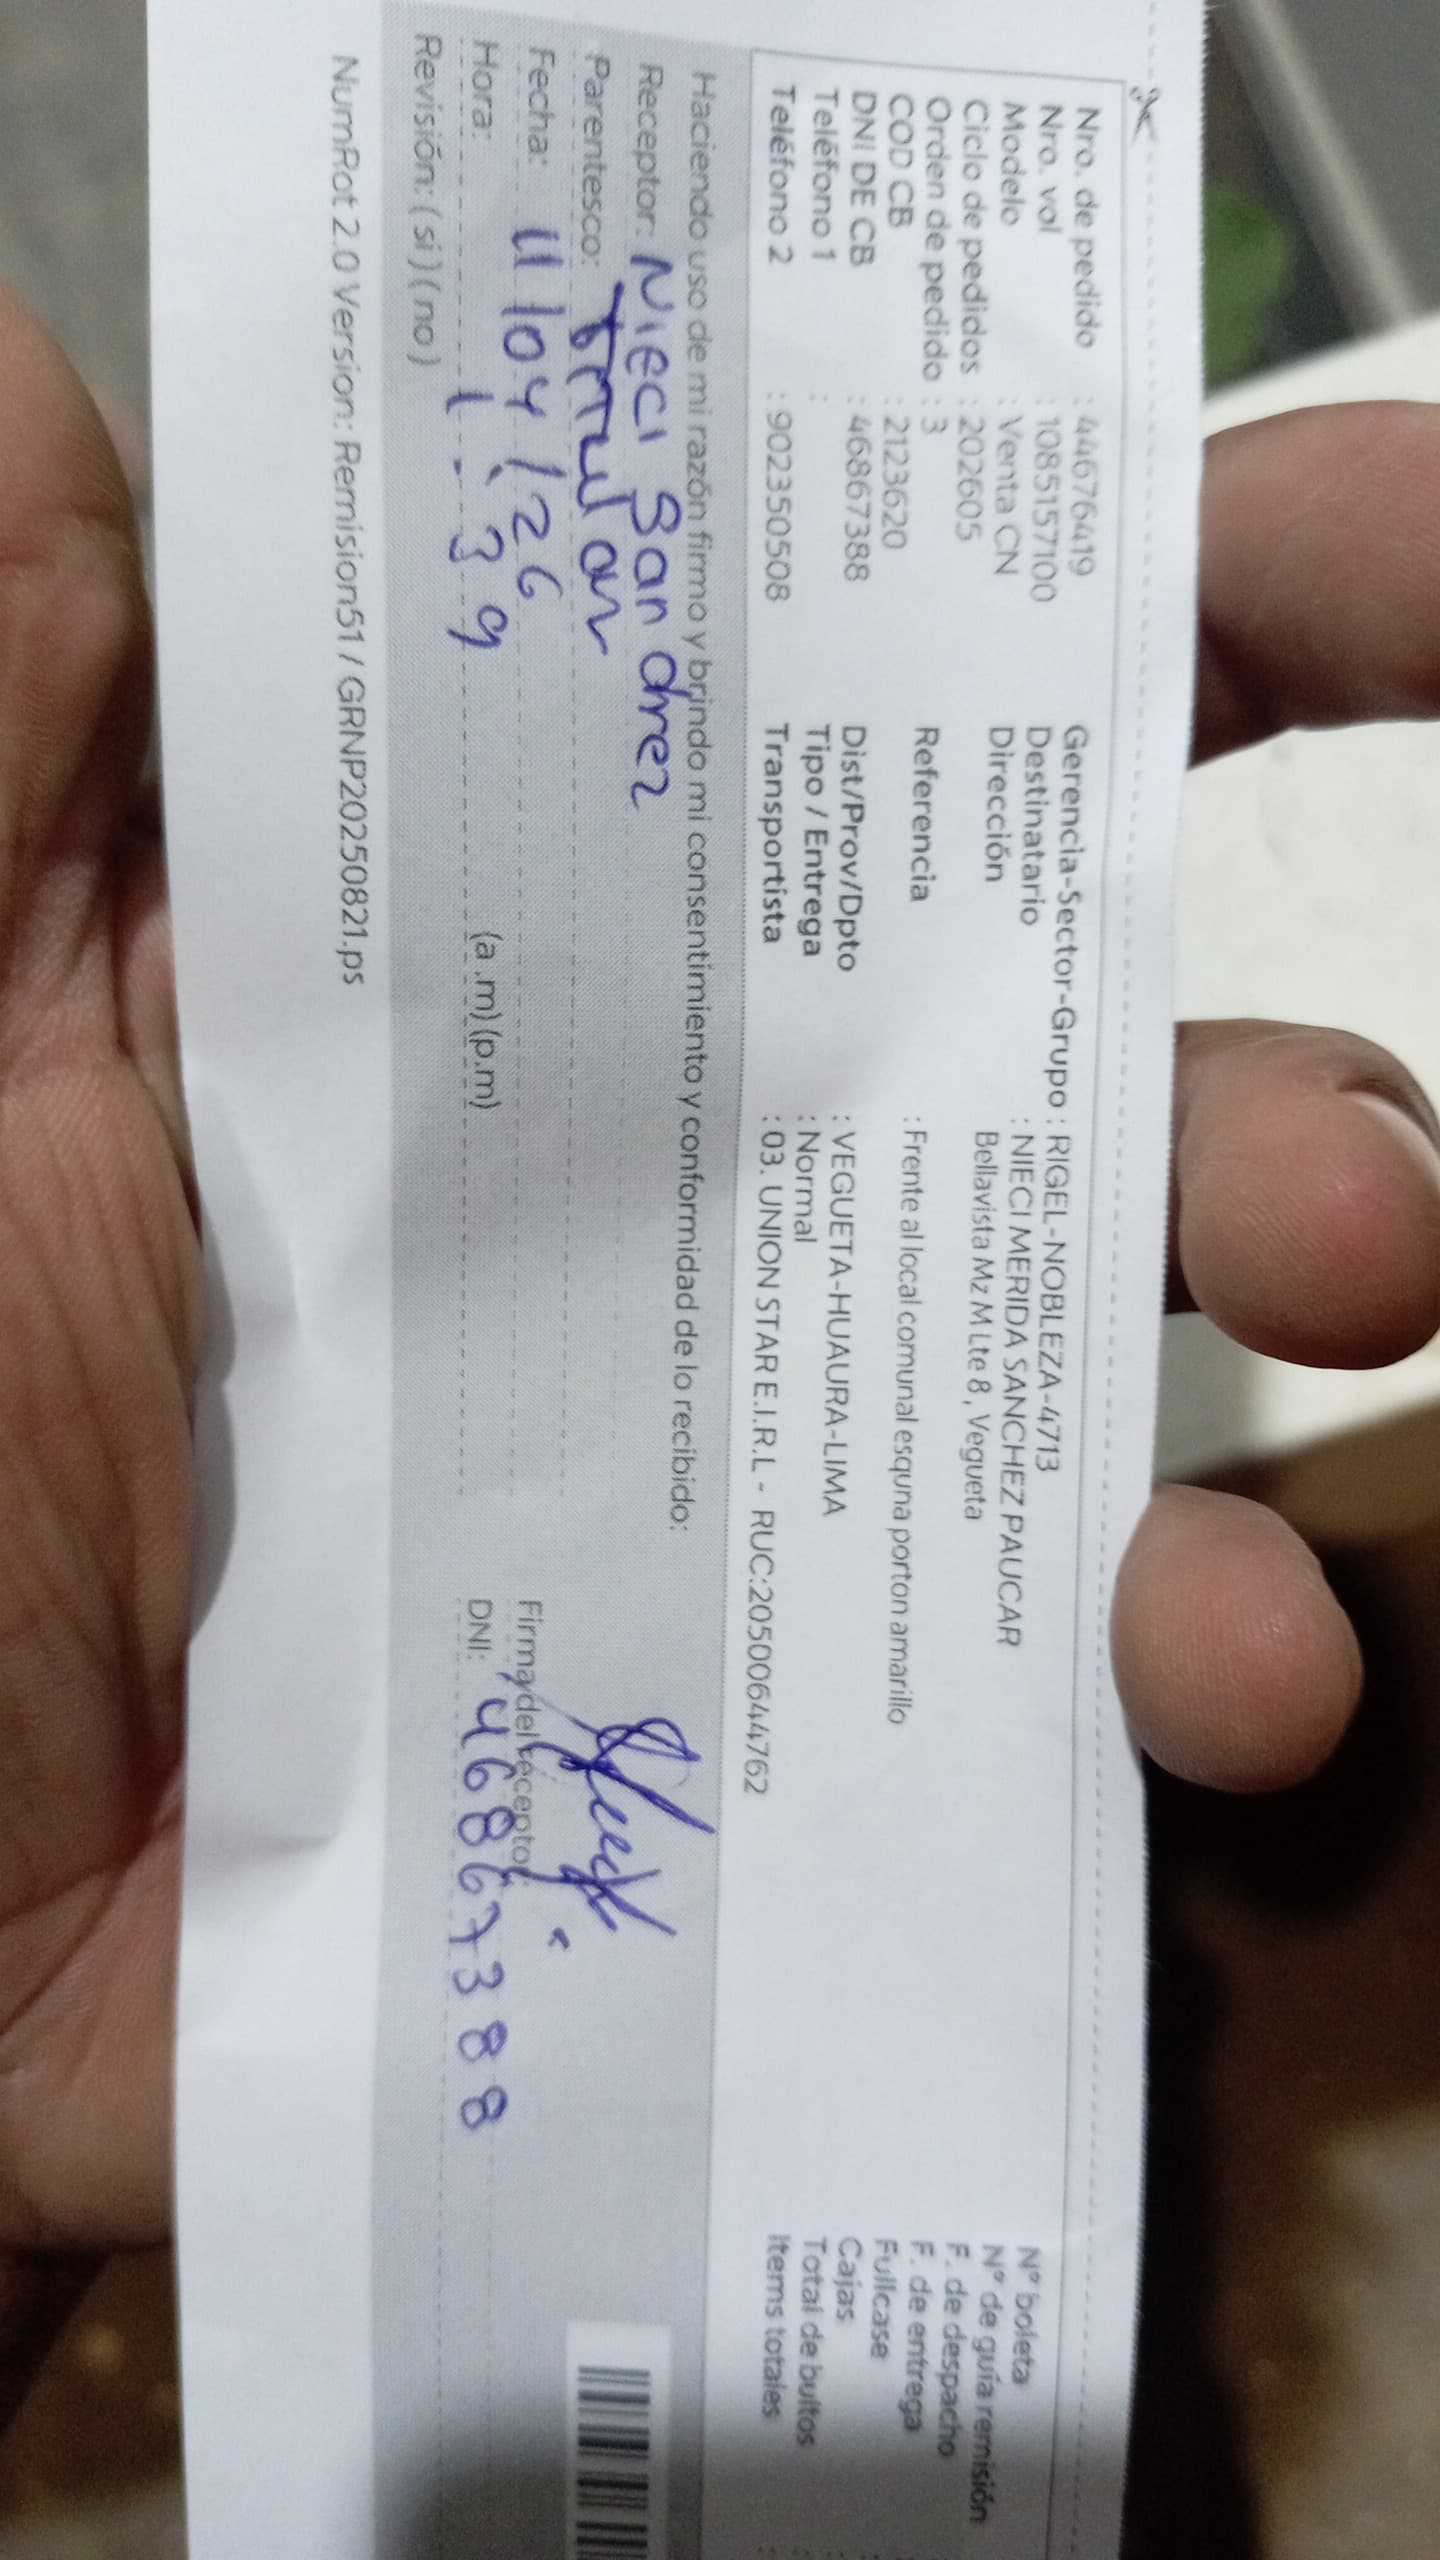 Nro. de pedido : 44676419
Nro. vol : 1085157100
Modelo : Venta CN
Ciclo de pedidos : 202605
Orden de pedido : 3
COD CB : 2123620
DNI DE CB : 46867388
Teléfono 1 :
Teléfono 2 : 902350508
Gerencia-Sector-Grupo : RIGEL-NOBLEZA-4713
Destinatario : NIECI MERIDA SANCHEZ PAUCAR
Dirección Bellavista Mz M Lte 8 , Vegueta
Referencia : Frente al local comunal esquna porton amarillo
Dist/Prov/Dpto : VEGUETA-HUAURA-LIMA
Tipo / Entrega : Normal
Transportista : 03. UNION STAR E.I.R.L - RUC:20500644762
N° boleta
N° de guía remisión
F. de despacho
F. de entrega
Fullcase
Cajas
Total de bultos
Items totales
Haciendo uso de mi razón firmo y brindo mi consentimiento y conformidad de lo recibido:
Receptor: Nieci Sanchez
Parentesco: Titular
Fecha: 11/04/26
Hora: 1:39 (a.m)(p.m)
Revisión: (si)(no)
Firma del receptor:
DNI: 46867388
NumRot 2.0 Version: Remision51 / GRNP20250821.ps